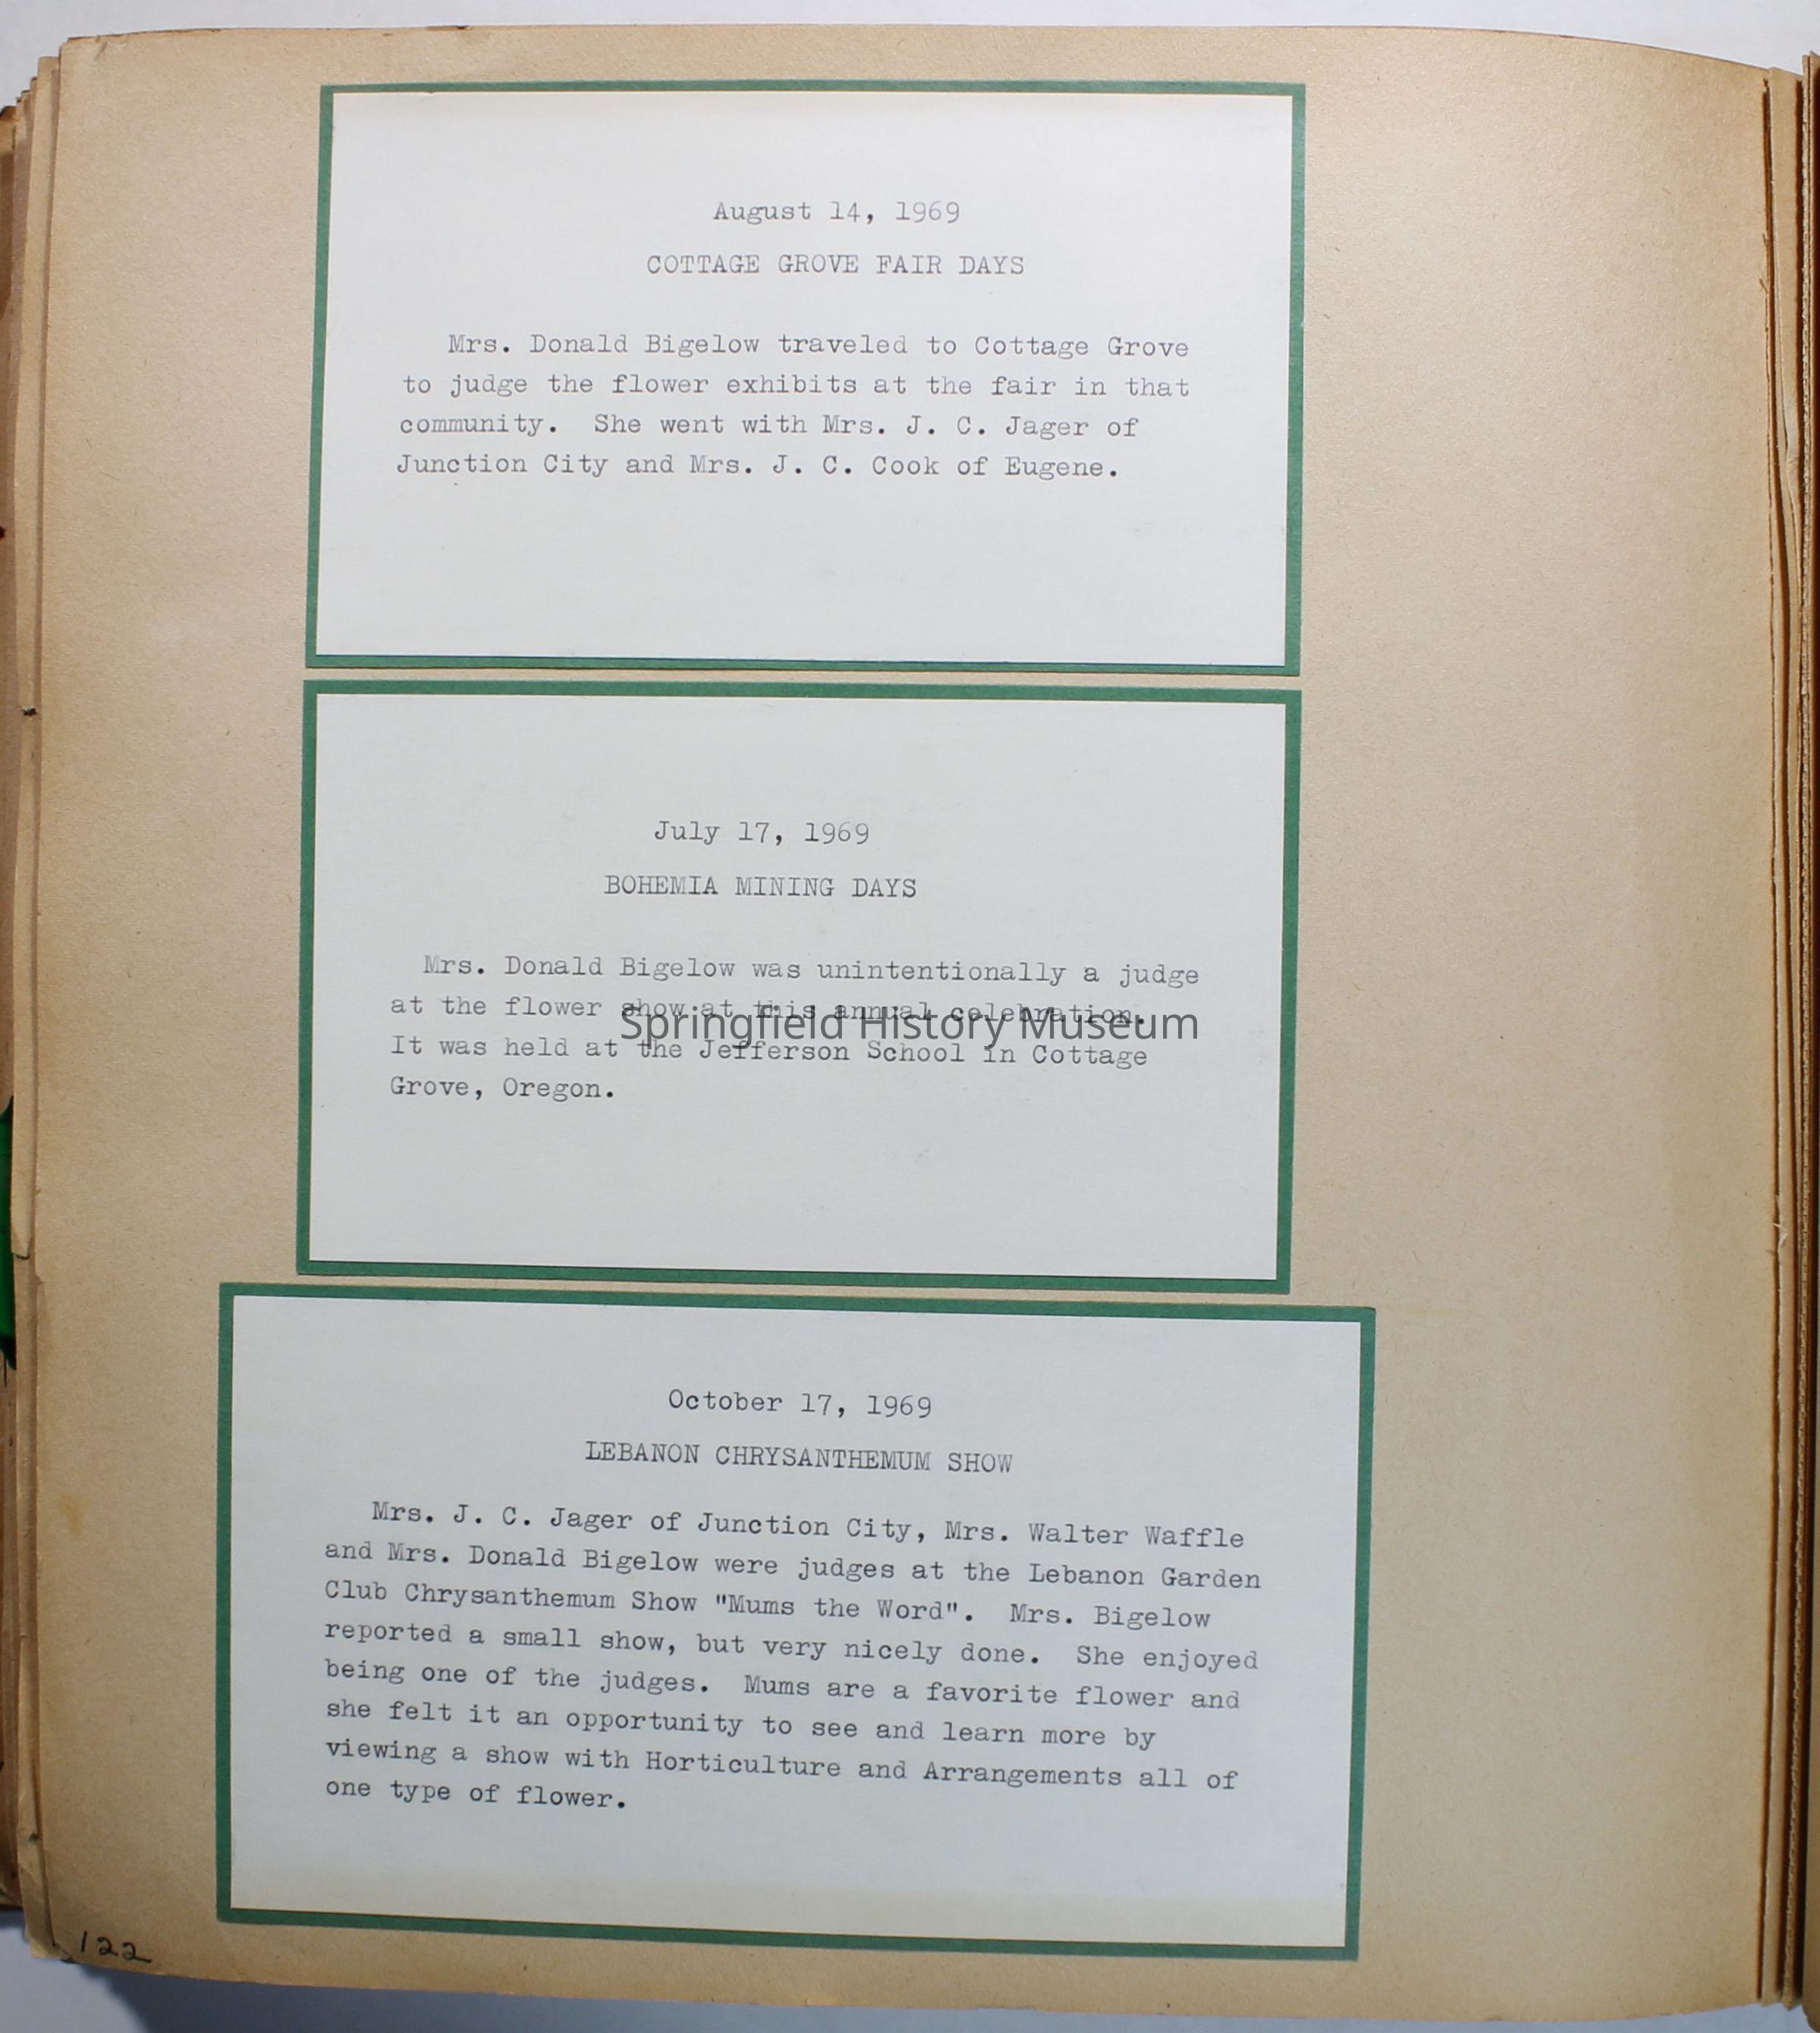 August 14, 1969
COTTAGE GROVE FAIR DAYS
Mrs. Donald Bigelow traveled to Cottage Grove
to judge the flower exhibits at the fair in that
community. She went with Mrs. J. C. Jager of
Junction City and Mrs. J. C. Cook of Eugene.
July 17, 1969
BOHEMIA MINING DAYS
Mrs. Donald Bigelow was unintentionally a judge
at the flower show at this annual celebration.
Springfield History Museum
It was held at the Jefferson School in Cottage
Grove, Oregon.
October 17, 1969
LEBANON CHRYSANTHEMUM SHOW
Mrs. J. C. Jager of Junction City, Mrs. Walter Waffle
and Mrs. Donald Bigelow were judges at the Lebanon Garden
Club Chrysanthemum Show "Mums the Word". Mrs. Bigelow
reported a small show, but very nicely done. She enjoyed
being one of the judges. Mums are a favorite flower and
she felt it an opportunity to see and learn more by
viewing a show with Horticulture and Arrangements all of
one type of flower.
122